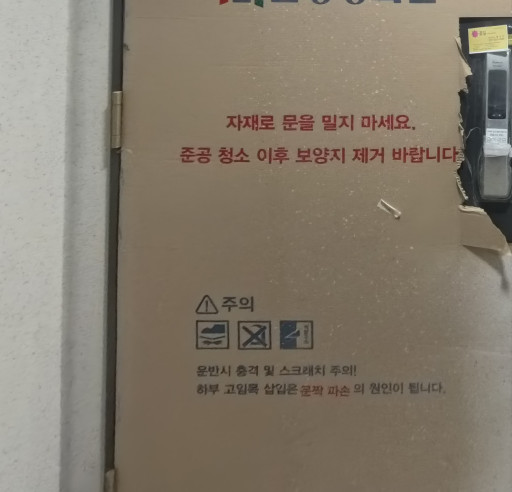 자재로 문을 밀지 마세요.
준공 청소 이후 보양지 제거 바랍니다
주의
운반시 충격 및 스크래치 주의!
하부 고임목 삽입은 문짝 파손 의 원인이 됩니다.